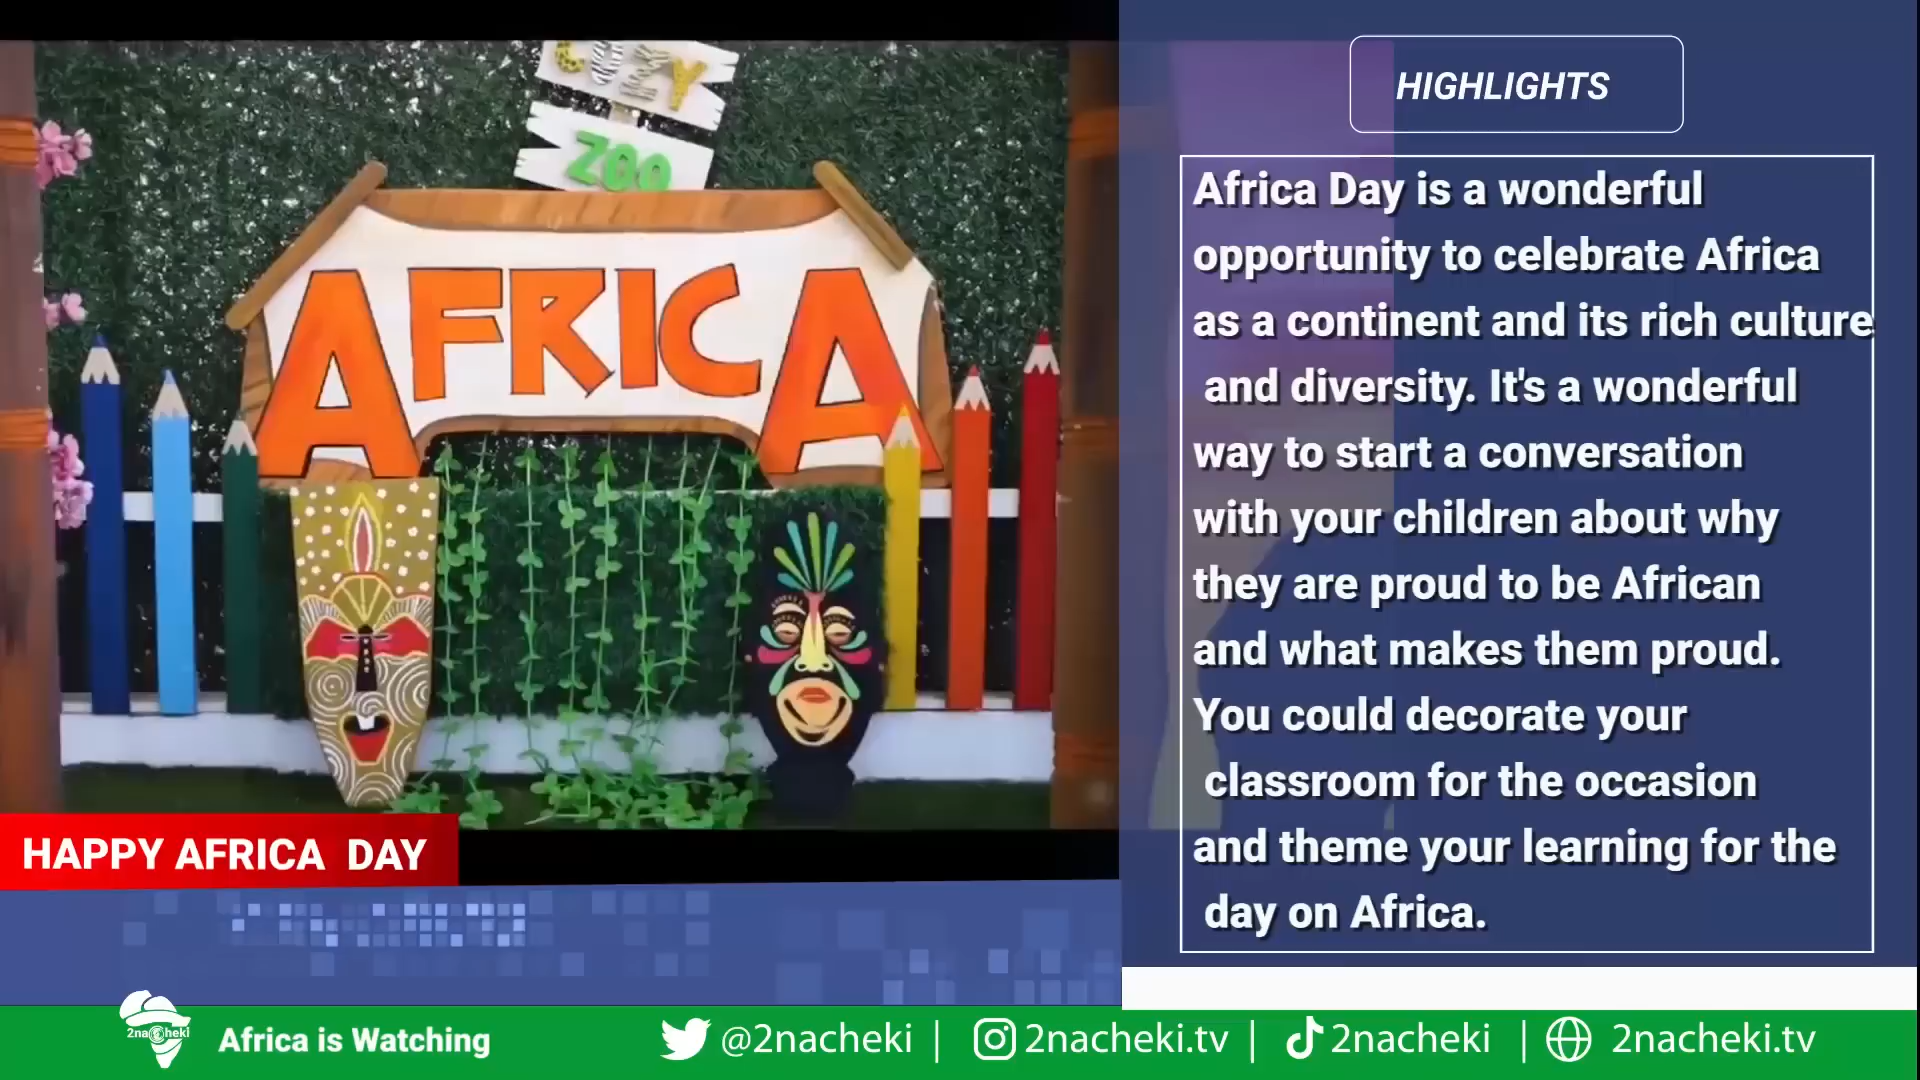 COZY
ZOO
AFRICA
HIGHLIGHTS
Africa Day is a wonderful
opportunity to celebrate Africa
as a continent and its rich culture
and diversity. It's a wonderful
way to start a conversation
with your children about why
they are proud to be African
and what makes them proud.
You could decorate your
classroom for the occasion
and theme your learning for the
day on Africa.
HAPPY AFRICA DAY
2nacheki
Africa is Watching
@2nacheki | 2nacheki.tv | 2nacheki | 2nacheki.tv